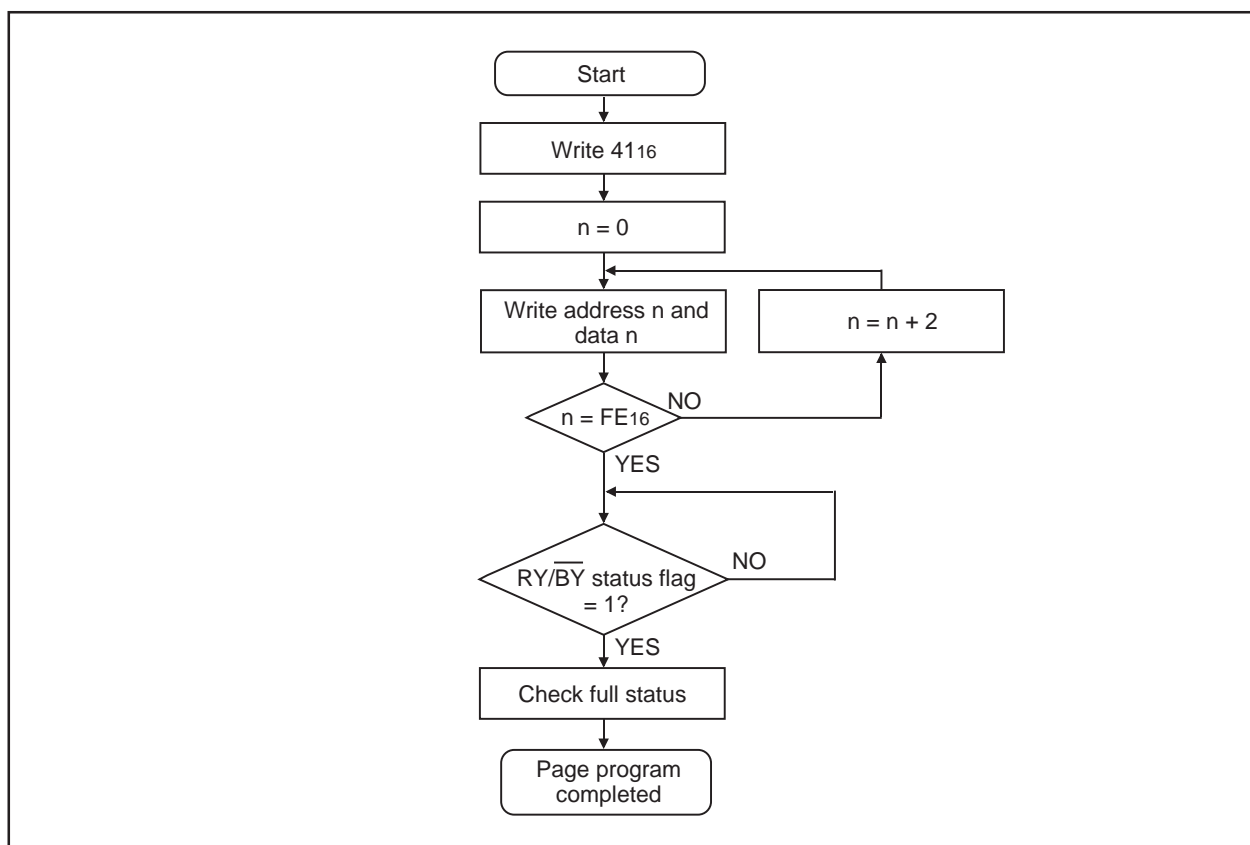 Start
Write 4116
n = 0
Write address n and
data n
n = n + 2
n = FE16
NO
YES
RY/B̅Y̅ status flag
= 1?
NO
YES
Check full status
Page program
completed